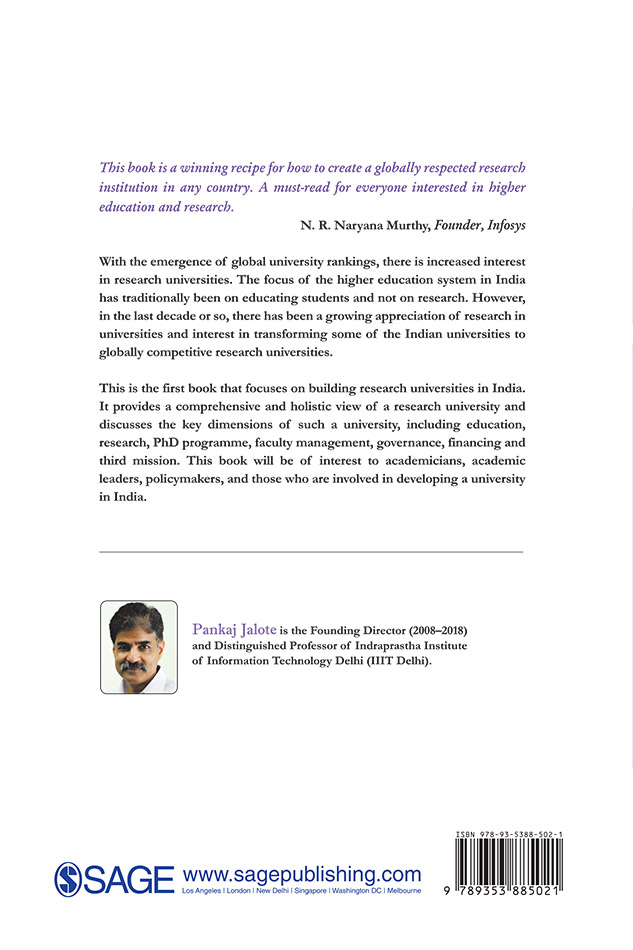 This book is a winning recipe for how to create a globally respected research
institution in any country. A must-read for everyone interested in higher
education and research.
N. R. Naryana Murthy, Founder, Infosys
With the emergence of global university rankings, there is increased interest
in research universities. The focus of the higher education system in India
has traditionally been on educating students and not on research. However,
in the last decade or so, there has been a growing appreciation of research in
universities and interest in transforming some of the Indian universities to
globally competitive research universities.
This is the first book that focuses on building research universities in India.
It provides a comprehensive and holistic view of a research university and
discusses the key dimensions of such a university, including education,
research, PhD programme, faculty management, governance, financing and
third mission. This book will be of interest to academicians, academic
leaders, policymakers, and those who are involved in developing a university
in India.
Pankaj Jalote is the Founding Director (2008–2018)
and Distinguished Professor of Indraprastha Institute
of Information Technology Delhi (IIIT Delhi).
ISBN 978-93-5388-502-1
9 789353 885021
SAGE www.sagepublishing.com
Los Angeles | London | New Delhi | Singapore | Washington DC | Melbourne